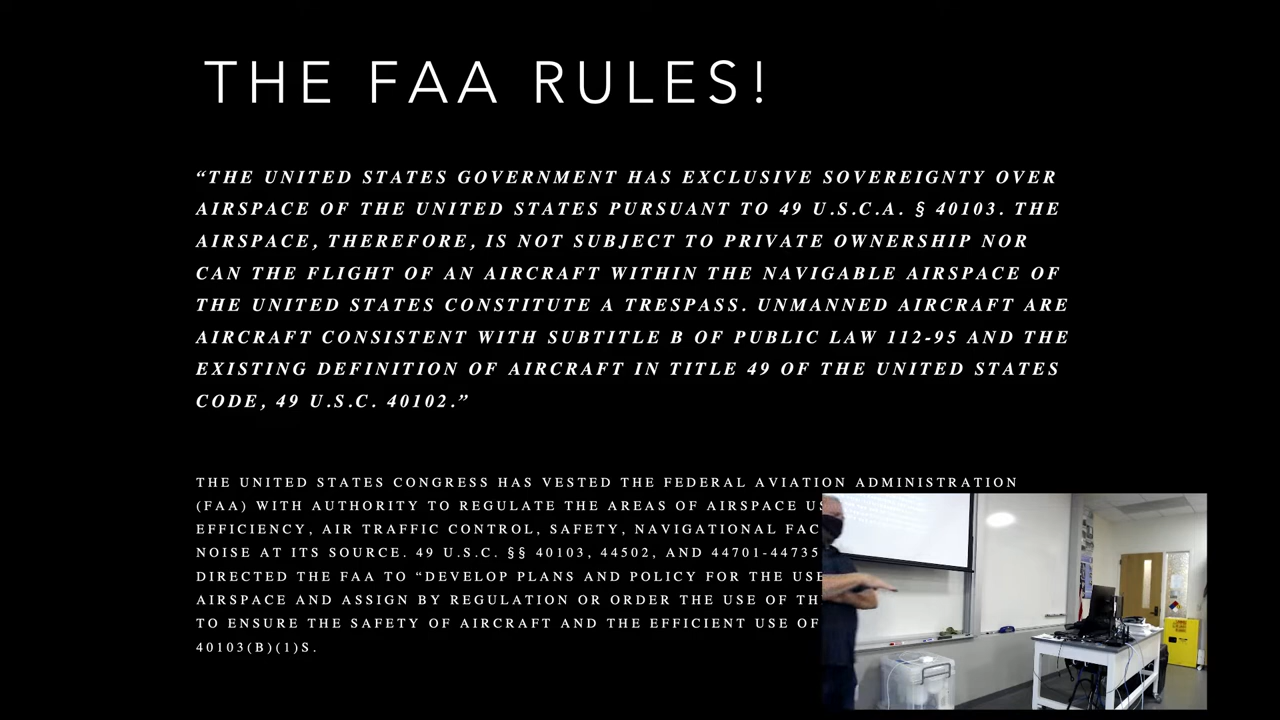 THE FAA RULES!
“THE UNITED STATES GOVERNMENT HAS EXCLUSIVE SOVEREIGNTY OVER
AIRSPACE OF THE UNITED STATES PURSUANT TO 49 U.S.C.A. § 40103. THE
AIRSPACE, THEREFORE, IS NOT SUBJECT TO PRIVATE OWNERSHIP NOR
CAN THE FLIGHT OF AN AIRCRAFT WITHIN THE NAVIGABLE AIRSPACE OF
THE UNITED STATES CONSTITUTE A TRESPASS. UNMANNED AIRCRAFT ARE
AIRCRAFT CONSISTENT WITH SUBTITLE B OF PUBLIC LAW 112-95 AND THE
EXISTING DEFINITION OF AIRCRAFT IN TITLE 49 OF THE UNITED STATES
CODE, 49 U.S.C. 40102.”
THE UNITED STATES CONGRESS HAS VESTED THE FEDERAL AVIATION ADMINISTRATION
(FAA) WITH AUTHORITY TO REGULATE THE AREAS OF AIRSPACE
EFFICIENCY, AIR TRAFFIC CONTROL, SAFETY, NAVIGATIONAL
NOISE AT ITS SOURCE. 49 U.S.C. §§ 40103, 44502, AND 44701-44735
DIRECTED THE FAA TO “DEVELOP PLANS AND POLICY FOR THE
AIRSPACE AND ASSIGN BY REGULATION OR ORDER THE USE OF
TO ENSURE THE SAFETY OF AIRCRAFT AND THE EFFICIENT USE OF
40103(B)(1)S.